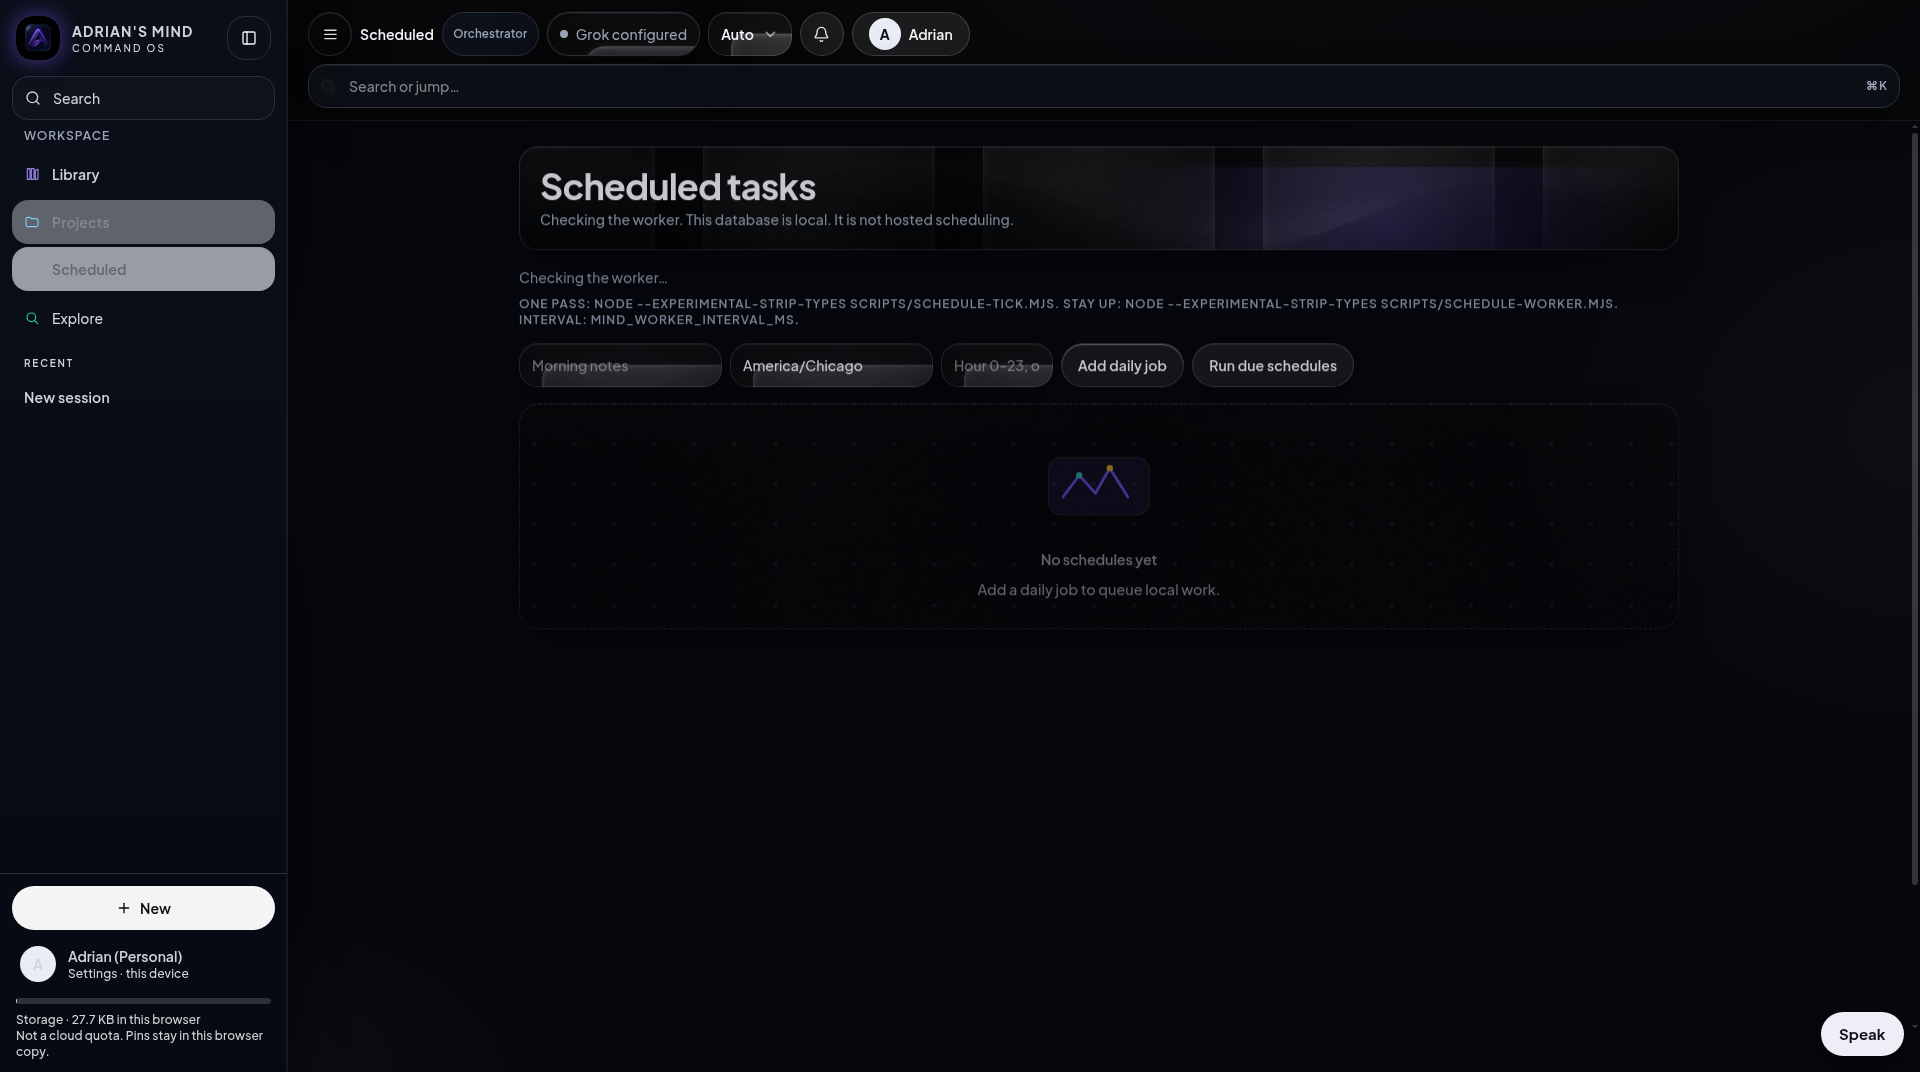 ADRIAN'S MIND
COMMAND OS
Search
WORKSPACE
Library
Projects
Scheduled
Explore
RECENT
New session
New
A
Adrian (Personal)
Settings · this device
Storage · 27.7 KB in this browser
Not a cloud quota. Pins stay in this browser
copy.
Scheduled
Orchestrator
Grok configured
Auto
A
Adrian
Search or jump…
⌘K
Scheduled tasks
Checking the worker. This database is local. It is not hosted scheduling.
Checking the worker…
ONE PASS: NODE --EXPERIMENTAL-STRIP-TYPES SCRIPTS/SCHEDULE-TICK.MJS. STAY UP: NODE --EXPERIMENTAL-STRIP-TYPES SCRIPTS/SCHEDULE-WORKER.MJS.
INTERVAL: MIND_WORKER_INTERVAL_MS.
Morning notes
America/Chicago
Hour 0–23, o
Add daily job
Run due schedules
No schedules yet
Add a daily job to queue local work.
Speak